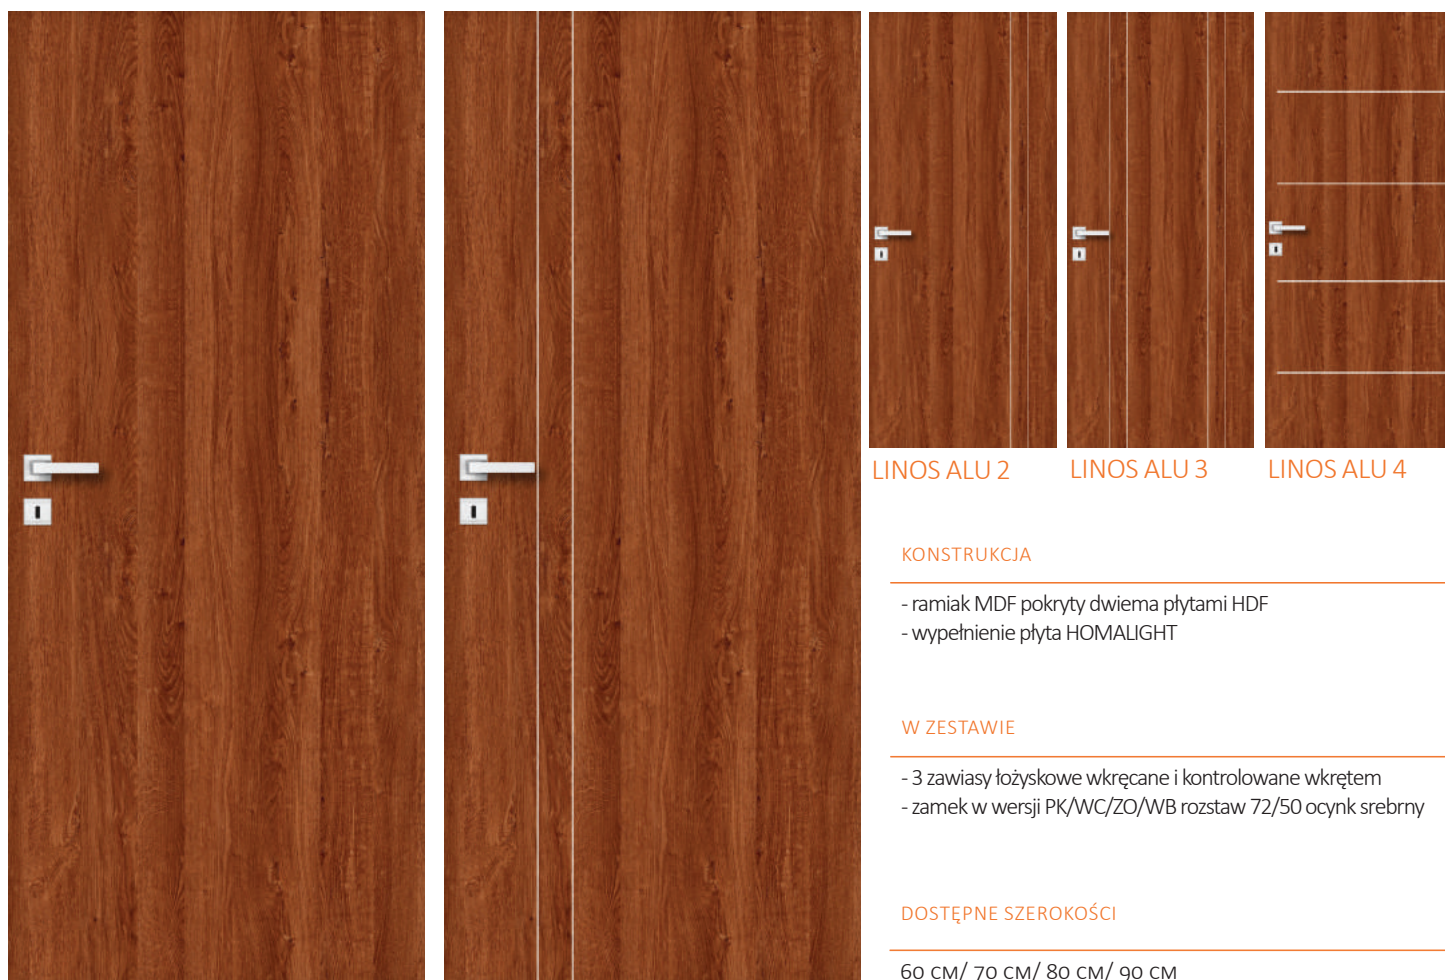 LINOS ALU 2
LINOS ALU 3
LINOS ALU 4
KONSTRUKCJA
- ramiak MDF pokryty dwiema płytami HDF
- wypełnienie płyta HOMALIGHT
W ZESTAWIE
- 3 zawiasy łożyskowe wkręcane i kontrolowane wkrętem
- zamek w wersji PK/WC/ZO/WB rozstaw 72/50 ocynk srebrny
DOSTĘPNE SZEROKOŚCI
60 CM/ 70 CM/ 80 CM/ 90 CM